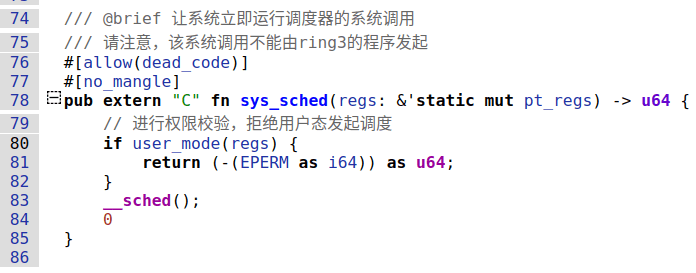 74 /// @brief 让系统立即运行调度器的系统调用
75 /// 请注意，该系统调用不能由ring3的程序发起
76 #[allow(dead_code)]
77 #[no_mangle]
78 pub extern "C" fn sys_sched(regs: &'static mut pt_regs) -> u64 {
79     // 进行权限校验，拒绝用户态发起调度
80     if user_mode(regs) {
81         return (-(EPERM as i64)) as u64;
82     }
83     __sched();
84     0
85 }
86